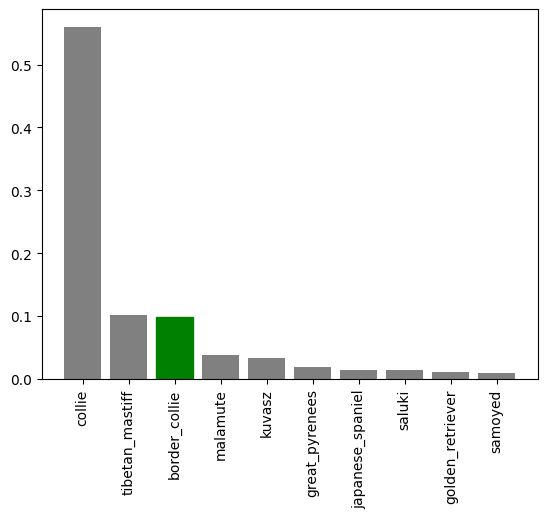 0.5
0.4
0.3
0.2
0.1
0.0
collie
tibetan_mastiff
border_collie
malamute
kuvasz
great_pyrenees
japanese_spaniel
saluki
golden_retriever
samoyed